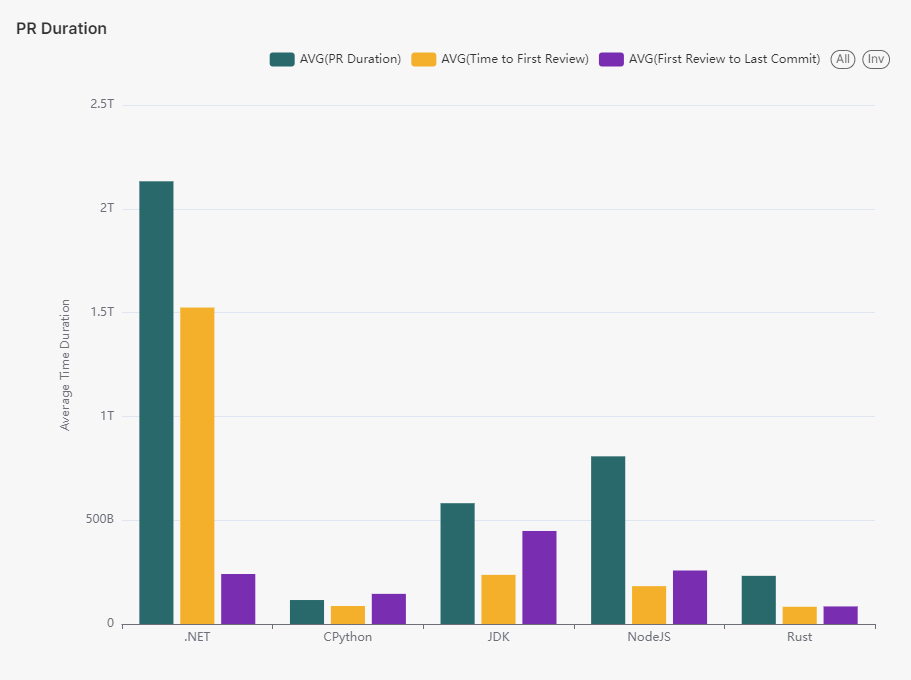 PR Duration
AVG(PR Duration) AVG(Time to First Review) AVG(First Review to Last Commit) All Inv
2.5T
2T
1.5T
1T
500B
0
Average Time Duration
.NET CPython JDK NodeJS Rust